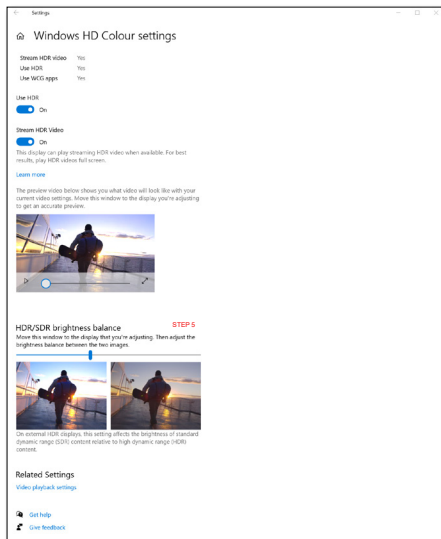 Settings
Windows HD Colour settings
Stream HDR video Yes
Use HDR Yes
Use WCG apps Yes
Use HDR
On
Stream HDR Video
On
This display can play streaming HDR video when available. For best
results, play HDR videos full screen.
Learn more
The preview video below shows you what video will look like with your
current video settings. Move this window to the display you're adjusting
to get an accurate preview.
HDR/SDR brightness balance STEP 5
Move this window to the display that you're adjusting. Then adjust the
brightness balance between the two images.
On external HDR displays, this setting affects the brightness of standard
dynamic range (SDR) content relative to high dynamic range (HDR)
content.
Related Settings
Video playback settings
Get help
Give feedback